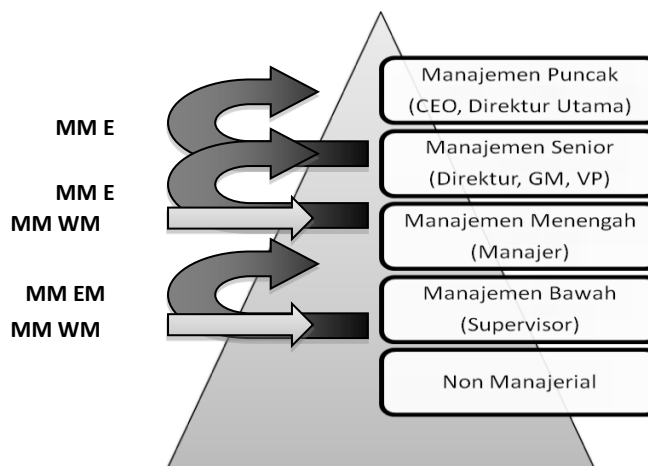 Manajemen Puncak
(CEO, Direktur Utama)
MM E
Manajemen Senior
(Direktur, GM, VP)
MM E
MM WM
Manajemen Menengah
(Manajer)
MM EM
MM WM
Manajemen Bawah
(Supervisor)
Non Manajerial